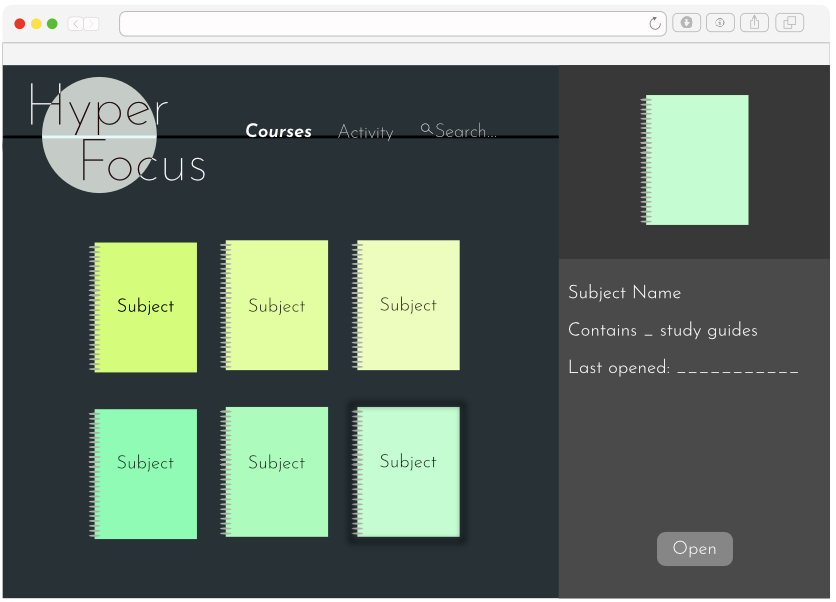 Hyper
Focus
Courses Activity Search...
Subject Subject Subject
Subject Subject Subject
Subject Name
Contains _ study guides
Last opened: ___________
Open